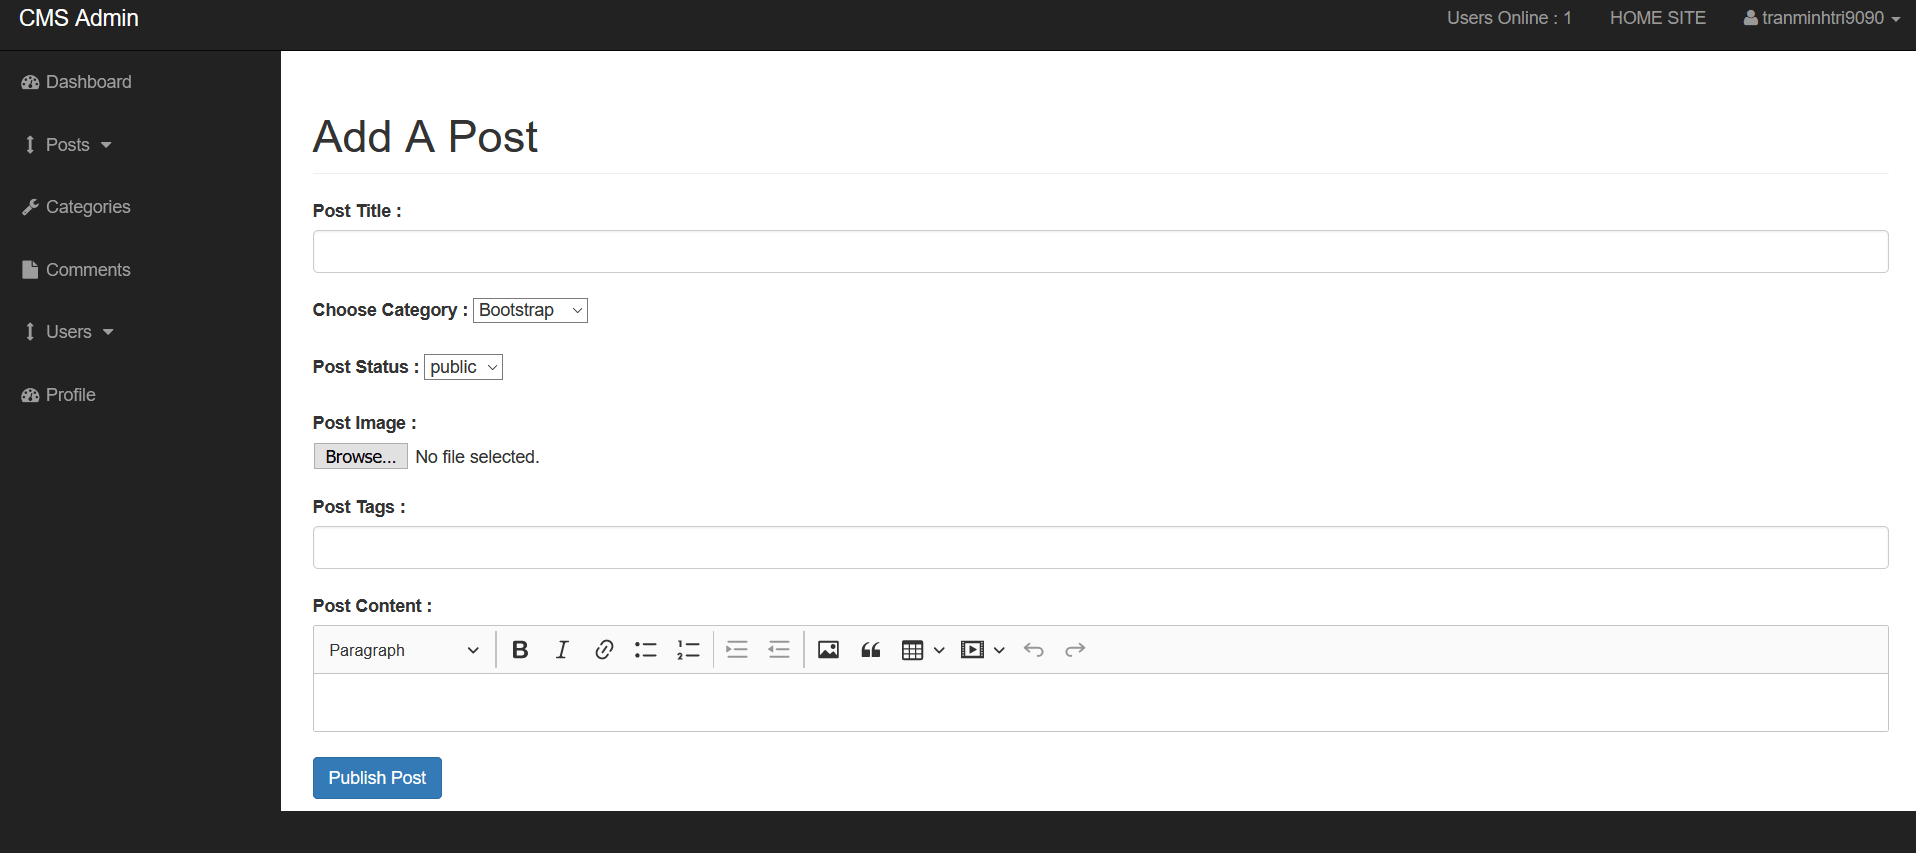 CMS Admin
Users Online : 1 HOME SITE tranminhtri9090
Dashboard
Posts
Categories
Comments
Users
Profile
Add A Post
Post Title :
Choose Category : Bootstrap
Post Status : public
Post Image :
Browse... No file selected.
Post Tags :
Post Content :
Paragraph
Publish Post